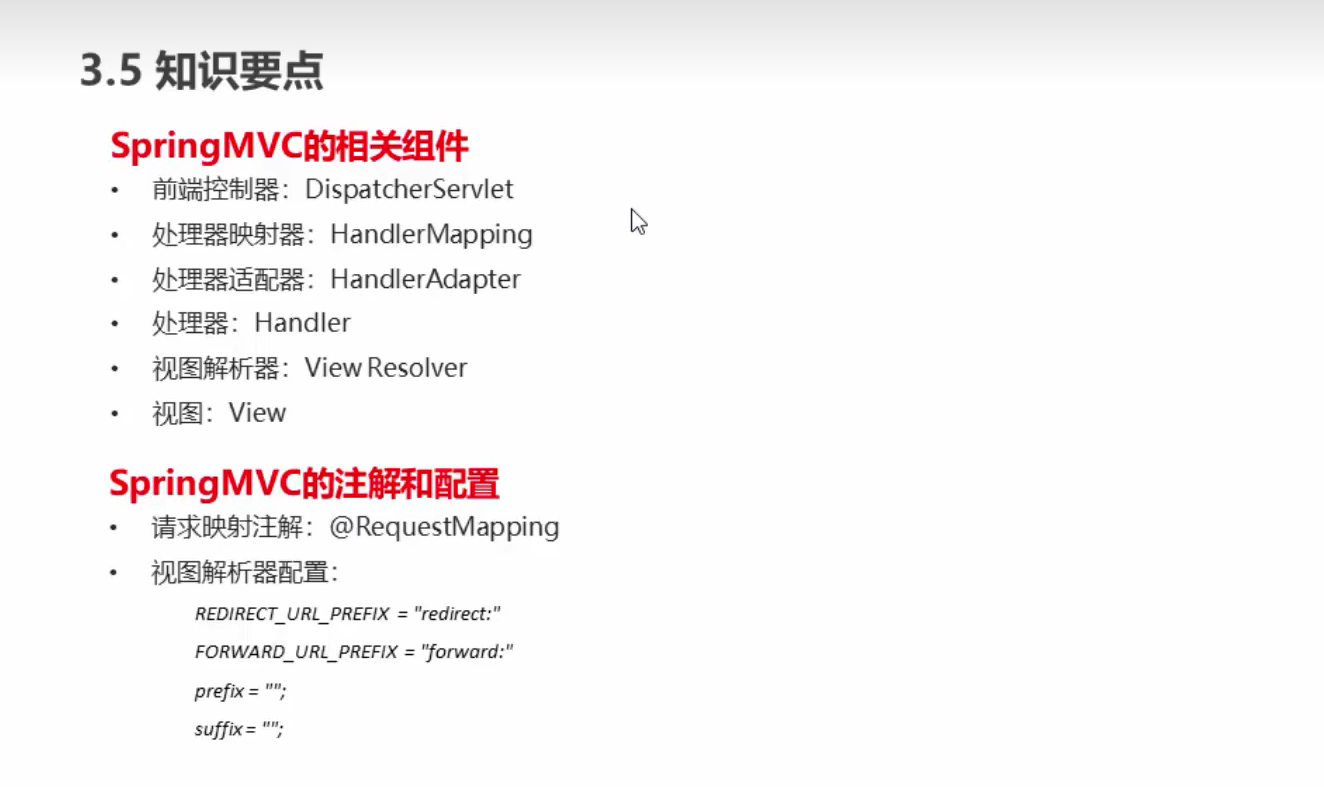 3.5 知识要点
SpringMVC的相关组件
• 前端控制器：DispatcherServlet
• 处理器映射器：HandlerMapping
• 处理器适配器：HandlerAdapter
• 处理器：Handler
• 视图解析器：View Resolver
• 视图：View
SpringMVC的注解和配置
• 请求映射注解：@RequestMapping
• 视图解析器配置：
REDIRECT_URL_PREFIX = "redirect:"
FORWARD_URL_PREFIX = "forward:"
prefix = "";
suffix = "";